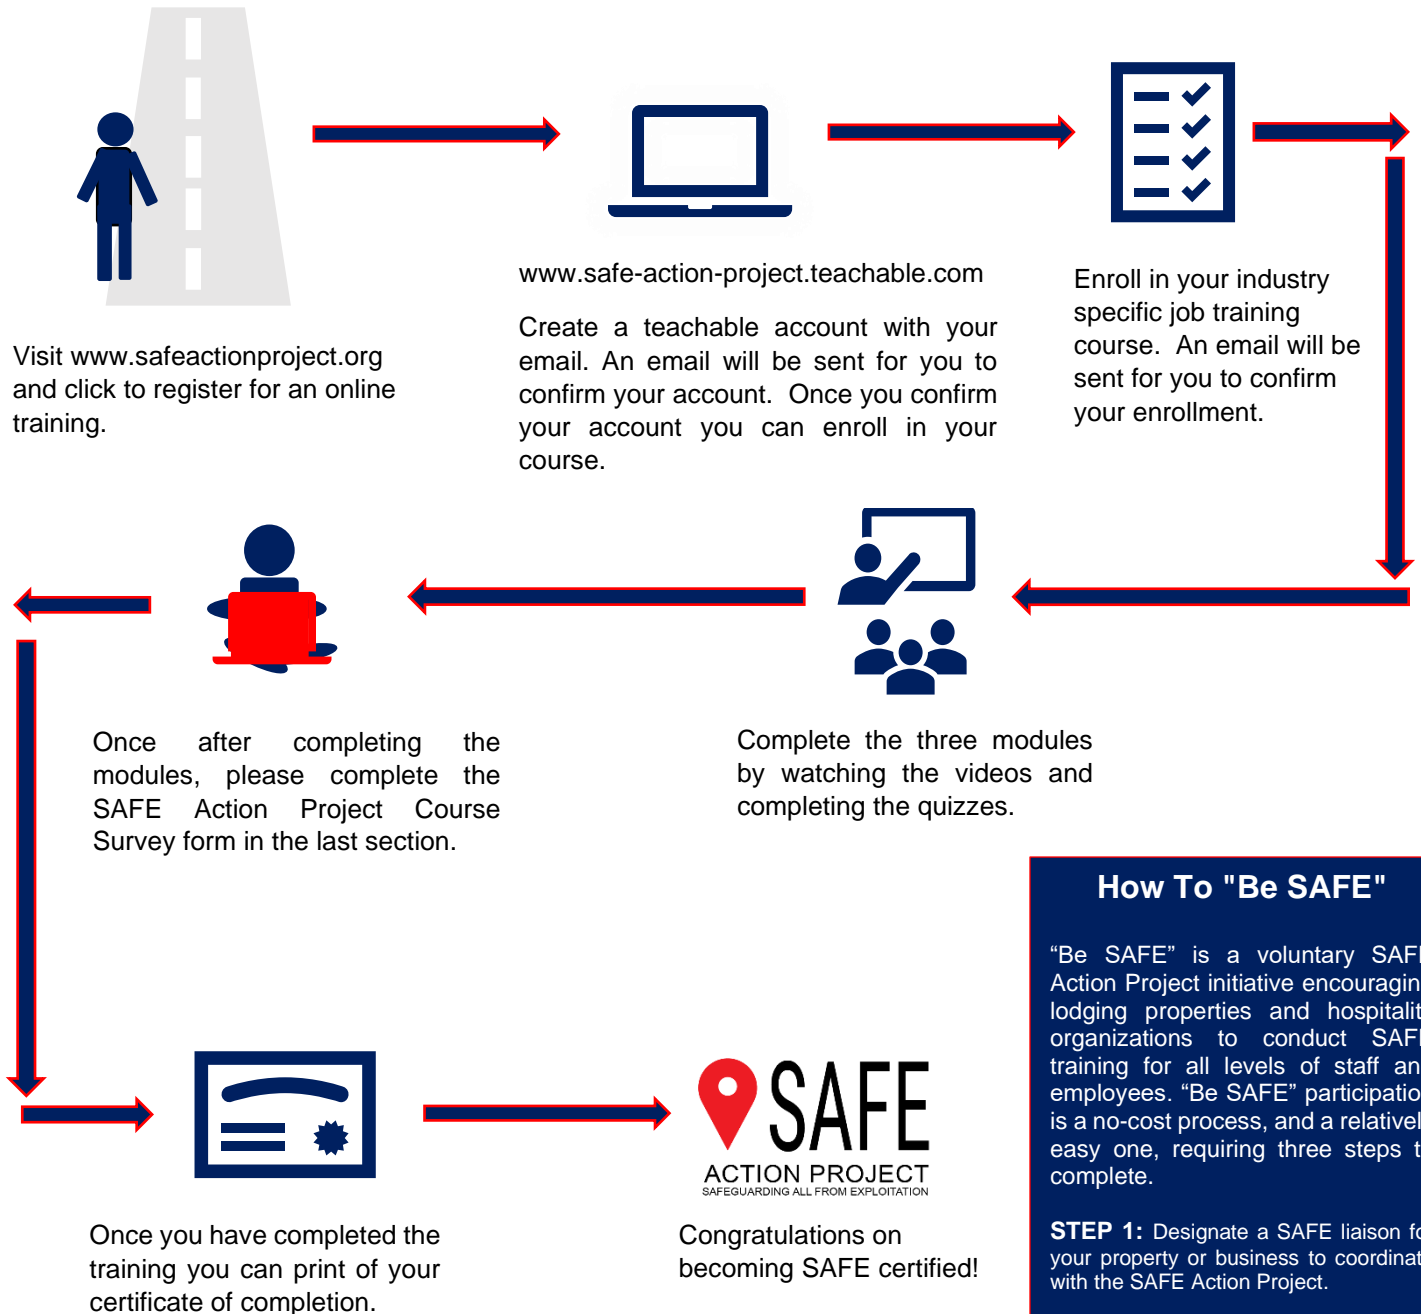 Visit www.safeactionproject.org
and click to register for an online
training.
www.safe-action-project.teachable.com
Create a teachable account with your
email. An email will be sent for you to
confirm your account. Once you confirm
your account you can enroll in your
course.
Enroll in your industry
specific job training
course. An email will be
sent for you to confirm
your enrollment.
Complete the three modules
by watching the videos and
completing the quizzes.
Once after completing the
modules, please complete the
SAFE Action Project Course
Survey form in the last section.
Once you have completed the
training you can print of your
certificate of completion.
SAFE
ACTION PROJECT
SAFEGUARDING ALL FROM EXPLOITATION
Congratulations on
becoming SAFE certified!
How To "Be SAFE"
“Be SAFE” is a voluntary
Action Project initiative
lodging properties and
organizations to conduct
training for all levels of staff
employees. “Be SAFE”
is a no-cost process, and a
easy one, requiring three steps
complete.
STEP 1: Designate a SAFE liaison
your property or business to
with the SAFE Action Project.